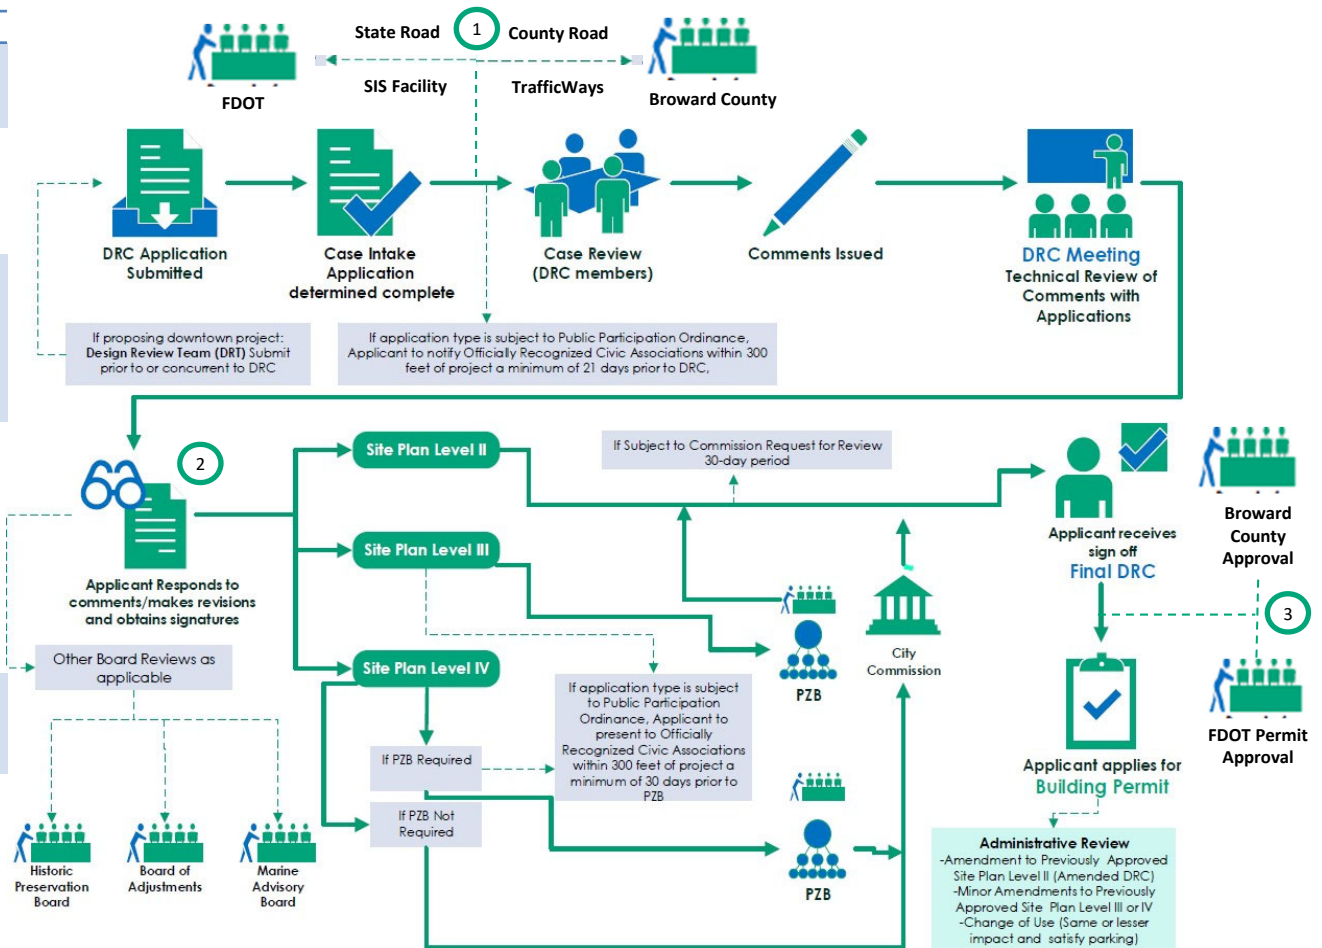 State Road
1
County Road
SIS Facility
TrafficWays
FDOT
Broward County
DRC Application
Submitted
Case Intake
Application
determined complete
Case Review
(DRC members)
Comments Issued
DRC Meeting
Technical Review of
Comments with
Applications
If proposing downtown project:
Design Review Team (DRT) Submit
prior to or concurrent to DRC
If application type is subject to Public Participation Ordinance,
Applicant to notify Officially Recognized Civic Associations within 300
feet of project a minimum of 21 days prior to DRC,
2
Applicant Responds to
comments/makes revisions
and obtains signatures
Site Plan Level II
Site Plan Level III
Site Plan Level IV
If Subject to Commission Request for Review
30-day period
Applicant receives
sign off
Final DRC
Broward
County
Approval
3
FDOT Permit
Approval
City
Commission
PZB
Other Board Reviews as
applicable
If PZB Required
If PZB Not
Required
If application type is subject
to Public Participation
Ordinance, Applicant to
present to Officially
Recognized Civic Associations
within 300 feet of project a
minimum of 30 days prior to
PZB
PZB
Applicant applies for
Building Permit
Historic
Preservation
Board
Board of
Adjustments
Marine
Advisory
Board
Administrative Review
-Amendment to Previously Approved
Site Plan Level II (Amended DRC)
-Minor Amendments to Previously
Approved Site Plan Level III or IV
-Change of Use (Same or lesser
impact and satisfy parking)